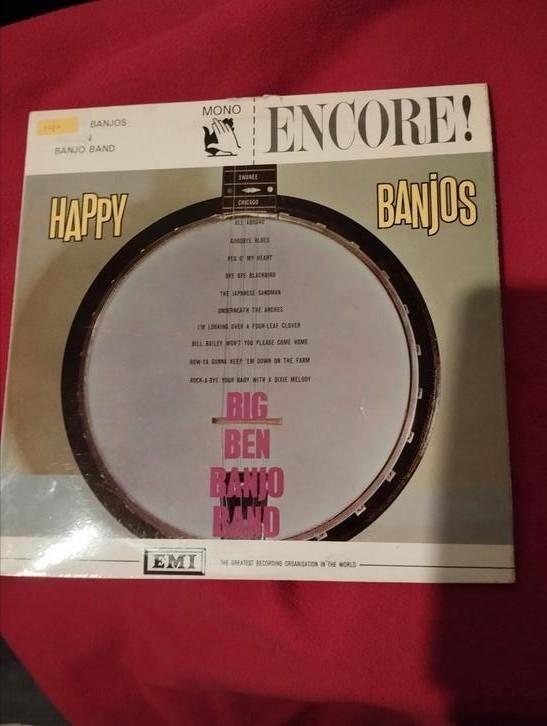 MONO
ENCORE!
BANJOS
BANJO BAND
HAPPY
BANJOS
SWANEE
CHICAGO
ALL ABOARD
GOODBYE BLUES
PEG O' MY HEART
BYE BYE BLACKBIRD
THE JAPANESE SANDMAN
UNDERNEATH THE ARCHES
I'M LOOKING OVER A FOUR-LEAF CLOVER
BILL BAILEY WON'T YOU PLEASE COME HOME
HOW-YA GONNA KEEP 'EM DOWN ON THE FARM
ROCK-A-BYE YOUR BABY WITH A DIXIE MELODY
BIG
BEN
BANJO
BAND
EMI
THE GREATEST RECORDING ORGANISATION IN THE WORLD